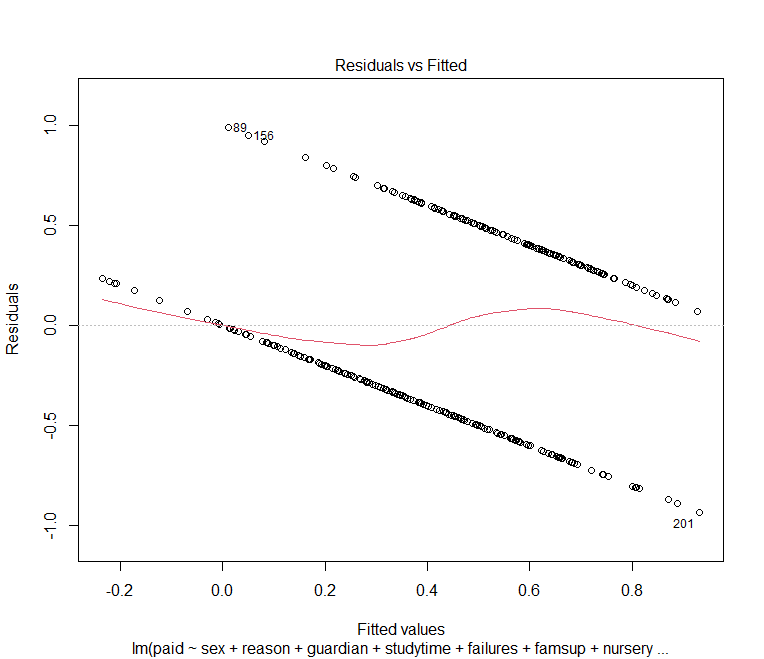 Residuals vs Fitted
Residuals
1.0
0.5
0.0
-0.5
-1.0
89
156
201
-0.2 0.0 0.2 0.4 0.6 0.8
Fitted values
lm(paid ~ sex + reason + guardian + studytime + failures + famsup + nursery ...